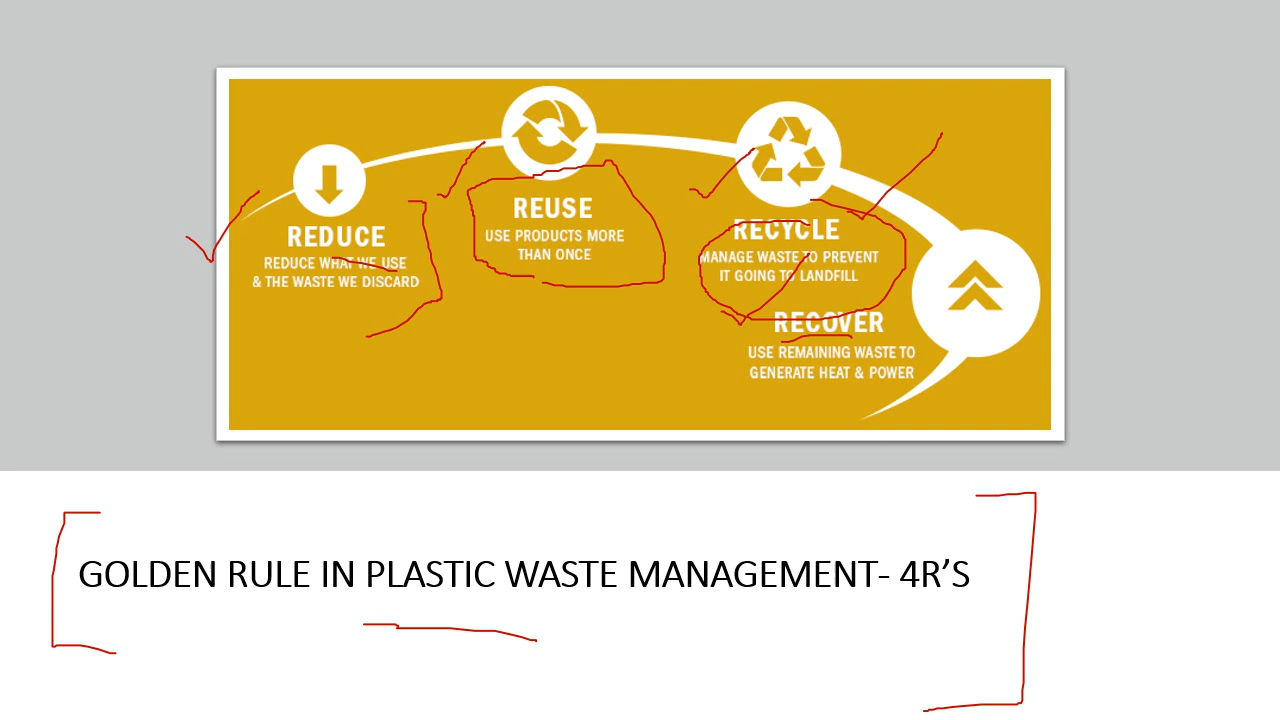 REDUCE
REDUCE WHAT WE USE
& THE WASTE WE DISCARD
REUSE
USE PRODUCTS MORE
THAN ONCE
RECYCLE
MANAGE WASTE TO PREVENT
IT GOING TO LANDFILL
RECOVER
USE REMAINING WASTE TO
GENERATE HEAT & POWER
GOLDEN RULE IN PLASTIC WASTE MANAGEMENT- 4R’S